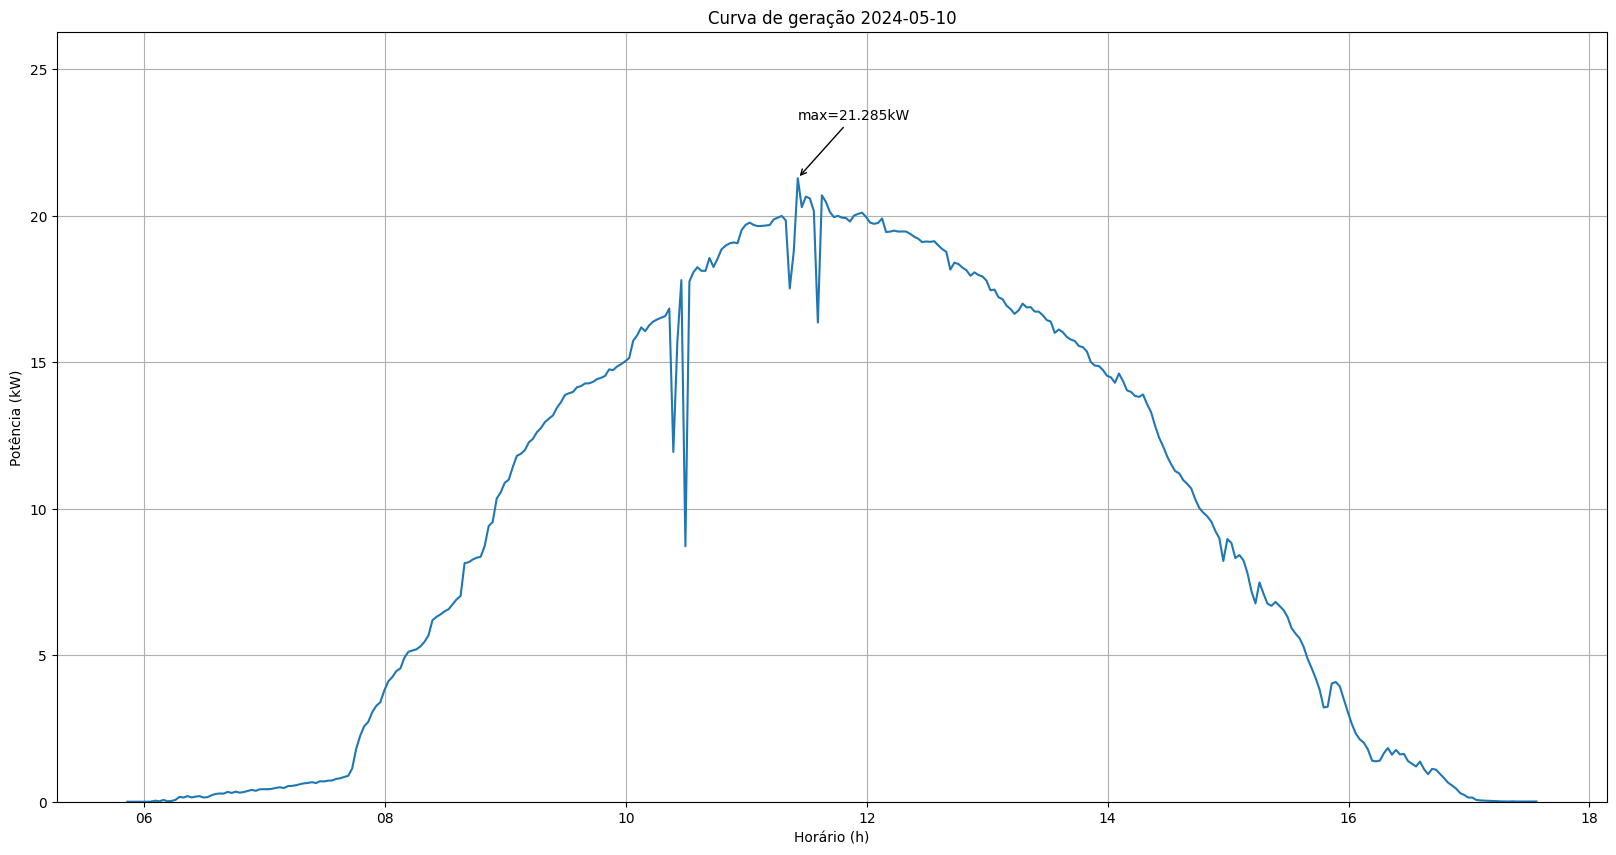 Curva de geração 2024-05-10
25
max=21.285kW
20
15
Potência (kW)
10
5
0
06 08 10 12 14 16 18
Horário (h)